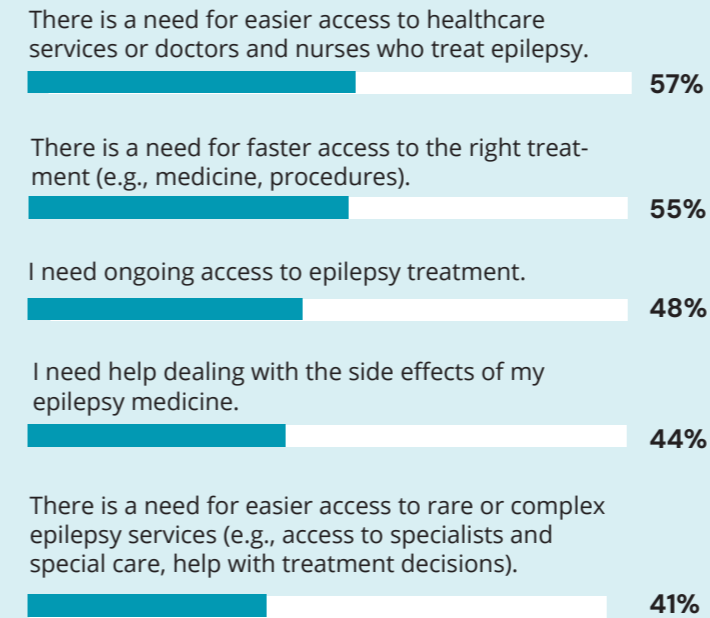 There is a need for easier access to healthcare
services or doctors and nurses who treat epilepsy.
57%
There is a need for faster access to the right treat-
ment (e.g., medicine, procedures).
55%
I need ongoing access to epilepsy treatment.
48%
I need help dealing with the side effects of my
epilepsy medicine.
44%
There is a need for easier access to rare or complex
epilepsy services (e.g., access to specialists and
special care, help with treatment decisions).
41%